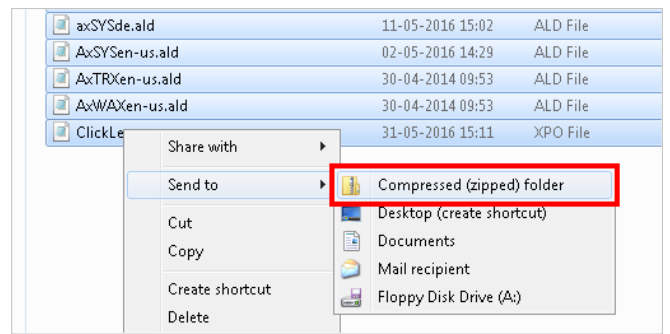 axSYSde.ald 11-05-2016 15:02 ALD File
AxSYSen-us.ald 02-05-2016 14:29 ALD File
AxTRXen-us.ald 30-04-2014 09:53 ALD File
AxWAXen-us.ald 30-04-2014 09:53 ALD File
ClickLe 31-05-2016 15:11 XPO File
Share with
Send to
Cut
Copy
Create shortcut
Delete
Compressed (zipped) folder
Desktop (create shortcut)
Documents
Mail recipient
Floppy Disk Drive (A:)